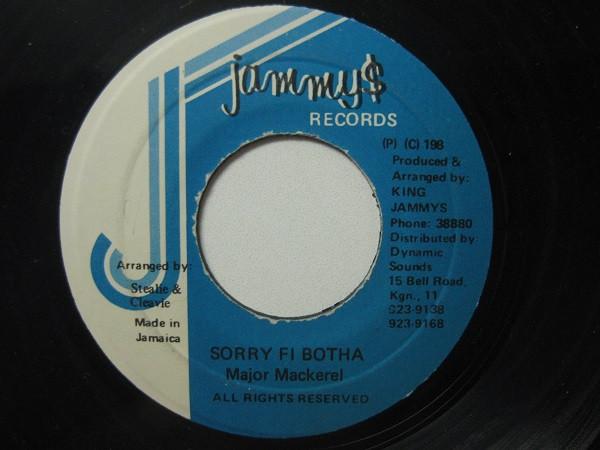 jammy$
RECORDS
(P) (C) 198
Produced &
Arranged by:
KING
JAMMYS
Phone: 38880
Distributed by
Dynamic
Sounds
15 Bell Road,
Kgn., 11
923-9138
923-9168
Arranged by:
Stealie &
Cleavie
Made in
Jamaica
SORRY FI BOTHA
Major Mackerel
ALL RIGHTS RESERVED